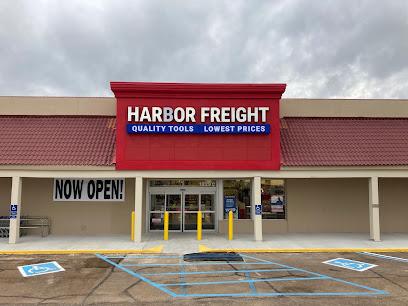 HARBOR FREIGHT
QUALITY TOOLS LOWEST PRICES
NOW OPEN!